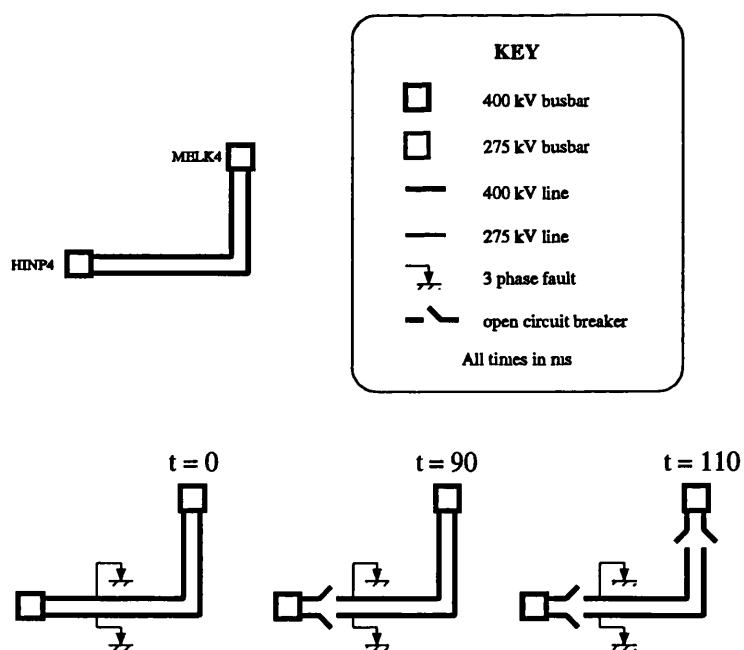 KEY
400 kV busbar
275 kV busbar
400 kV line
275 kV line
3 phase fault
open circuit breaker
All times in ms
MELK4
HINP4
t = 0
t = 90
t = 110